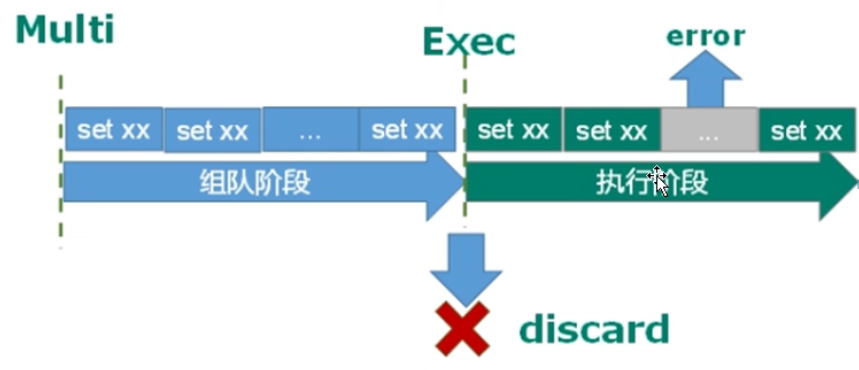 Multi
Exec
error
set xx
set xx
...
set xx
set xx
set xx
...
set xx
组队阶段
执行阶段
discard